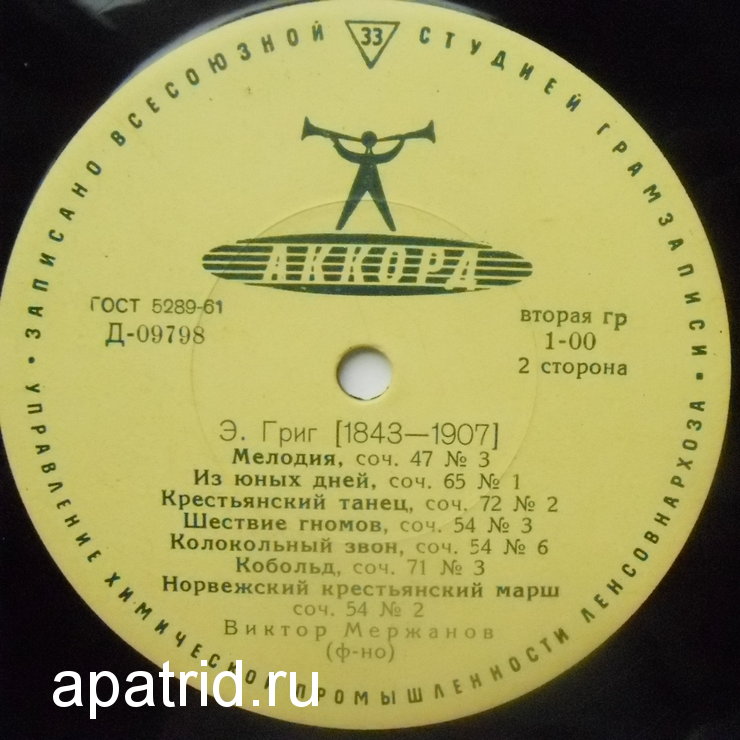 ЗАПИСАНО ВСЕСОЮЗНОЙ СТУДИЕЙ ГРАМЗАПИСИ •
33
АККОРД
ГОСТ 5289-61
Д-09798
вторая гр
1-00
2 сторона
Э. Григ [1843—1907]
Мелодия, соч. 47 № 3
Из юных дней, соч. 65 № 1
Крестьянский танец, соч. 72 № 2
Шествие гномов, соч. 54 № 3
Колокольный звон, соч. 54 № 6
Кобольд, соч. 71 № 3
Норвежский крестьянский марш
соч. 54 № 2
Виктор Мержанов
(ф-но)
• УПРАВЛЕНИЕ ХИМИЧЕСКОЙ ПРОМЫШЛЕННОСТИ ЛЕНСОВНАРХОЗА
apatrid.ru